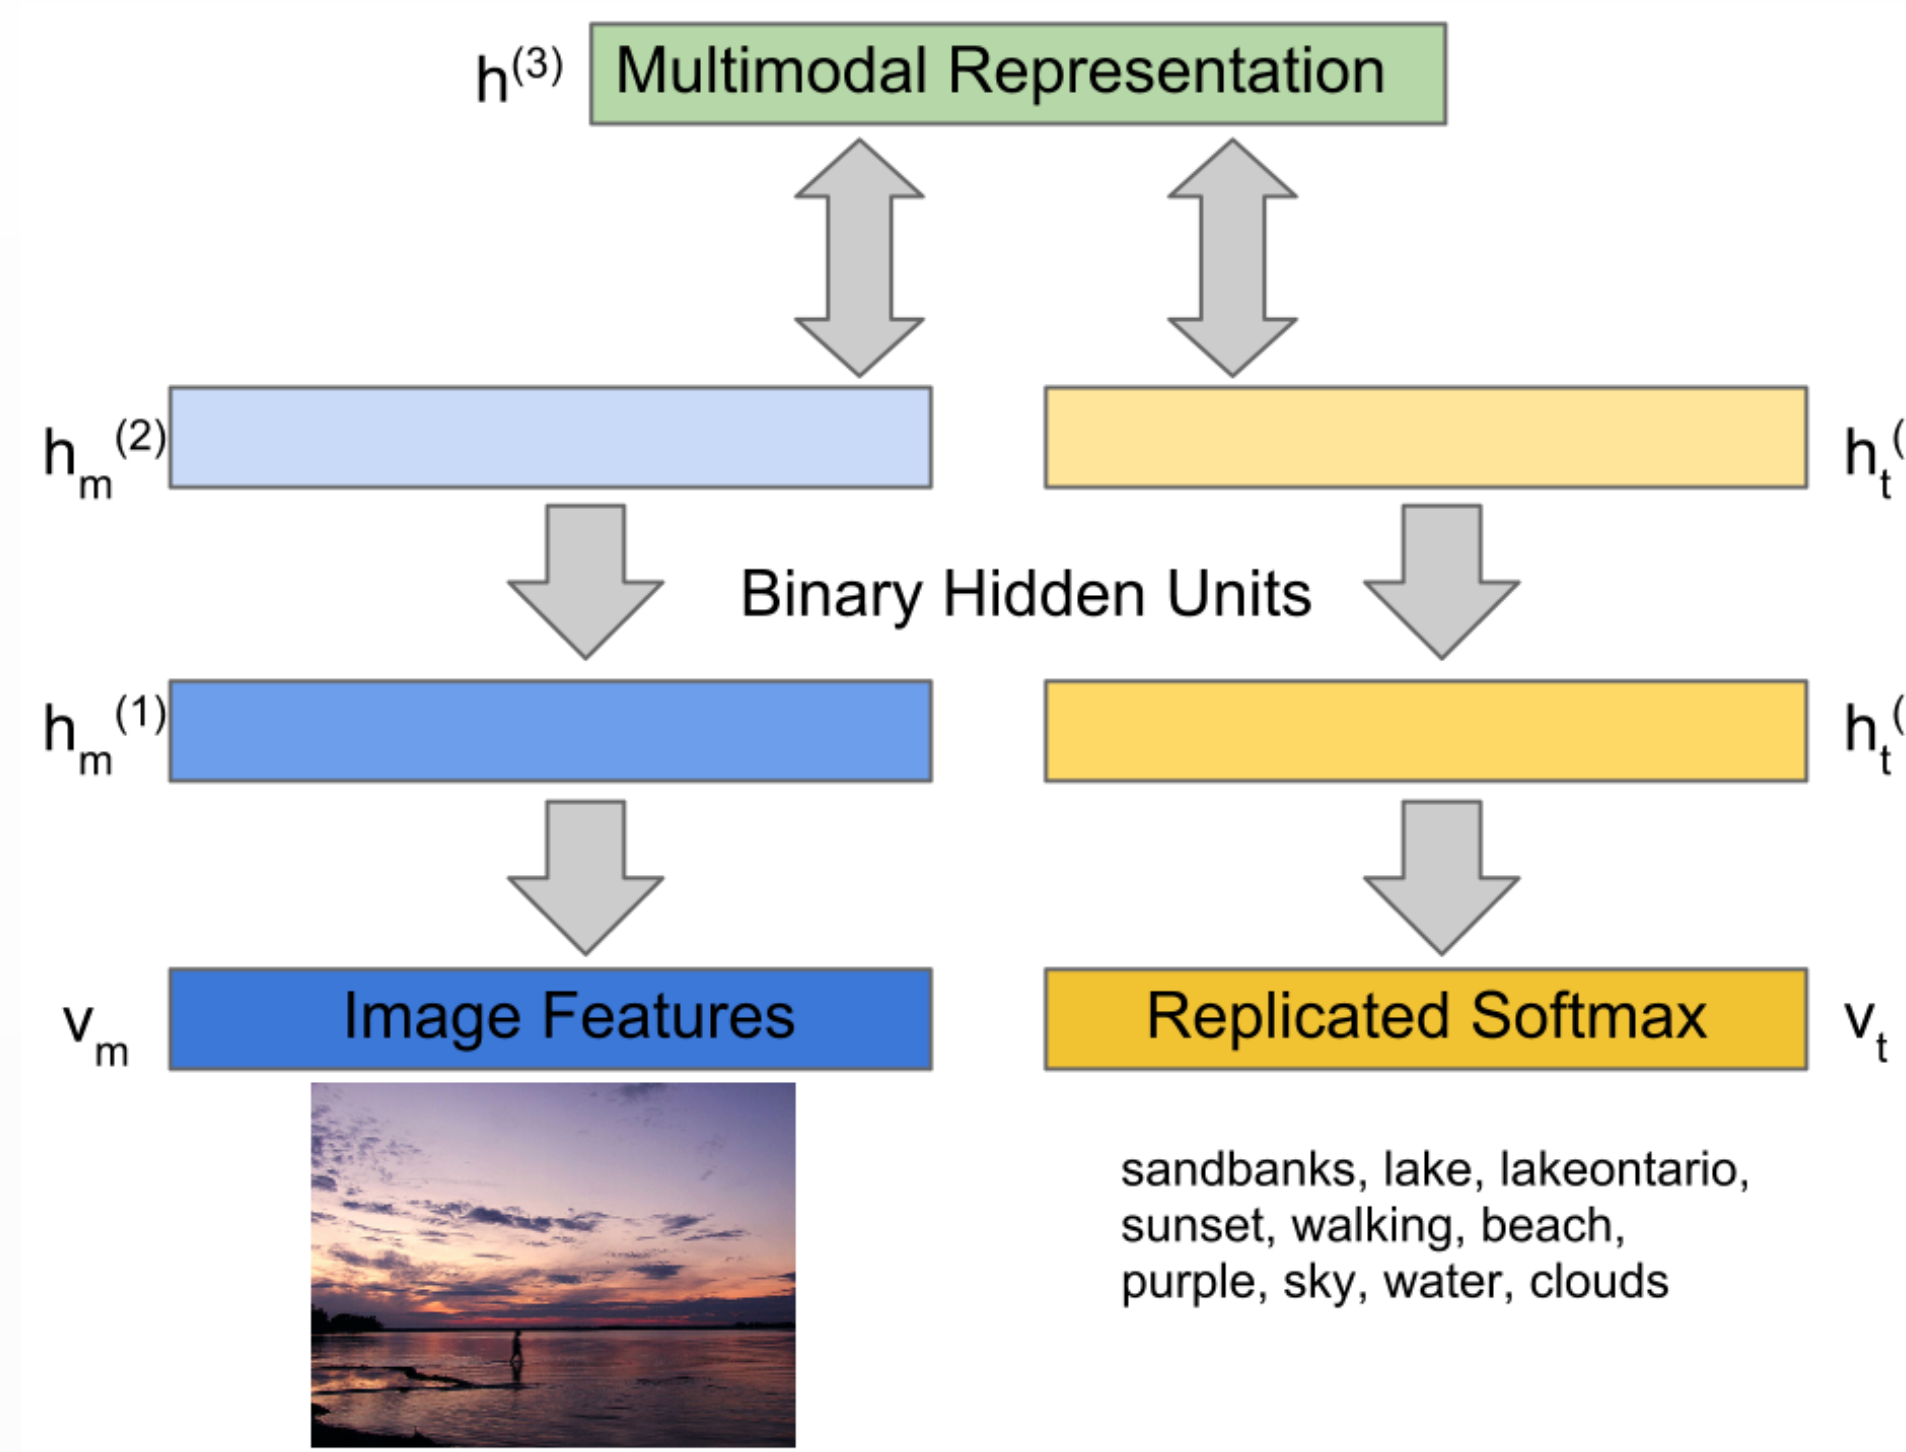 h(3) Multimodal Representation
hm(2)
ht(
Binary Hidden Units
hm(1)
ht(
vm Image Features
Replicated Softmax vt
sandbanks, lake, lakeontario,
sunset, walking, beach,
purple, sky, water, clouds